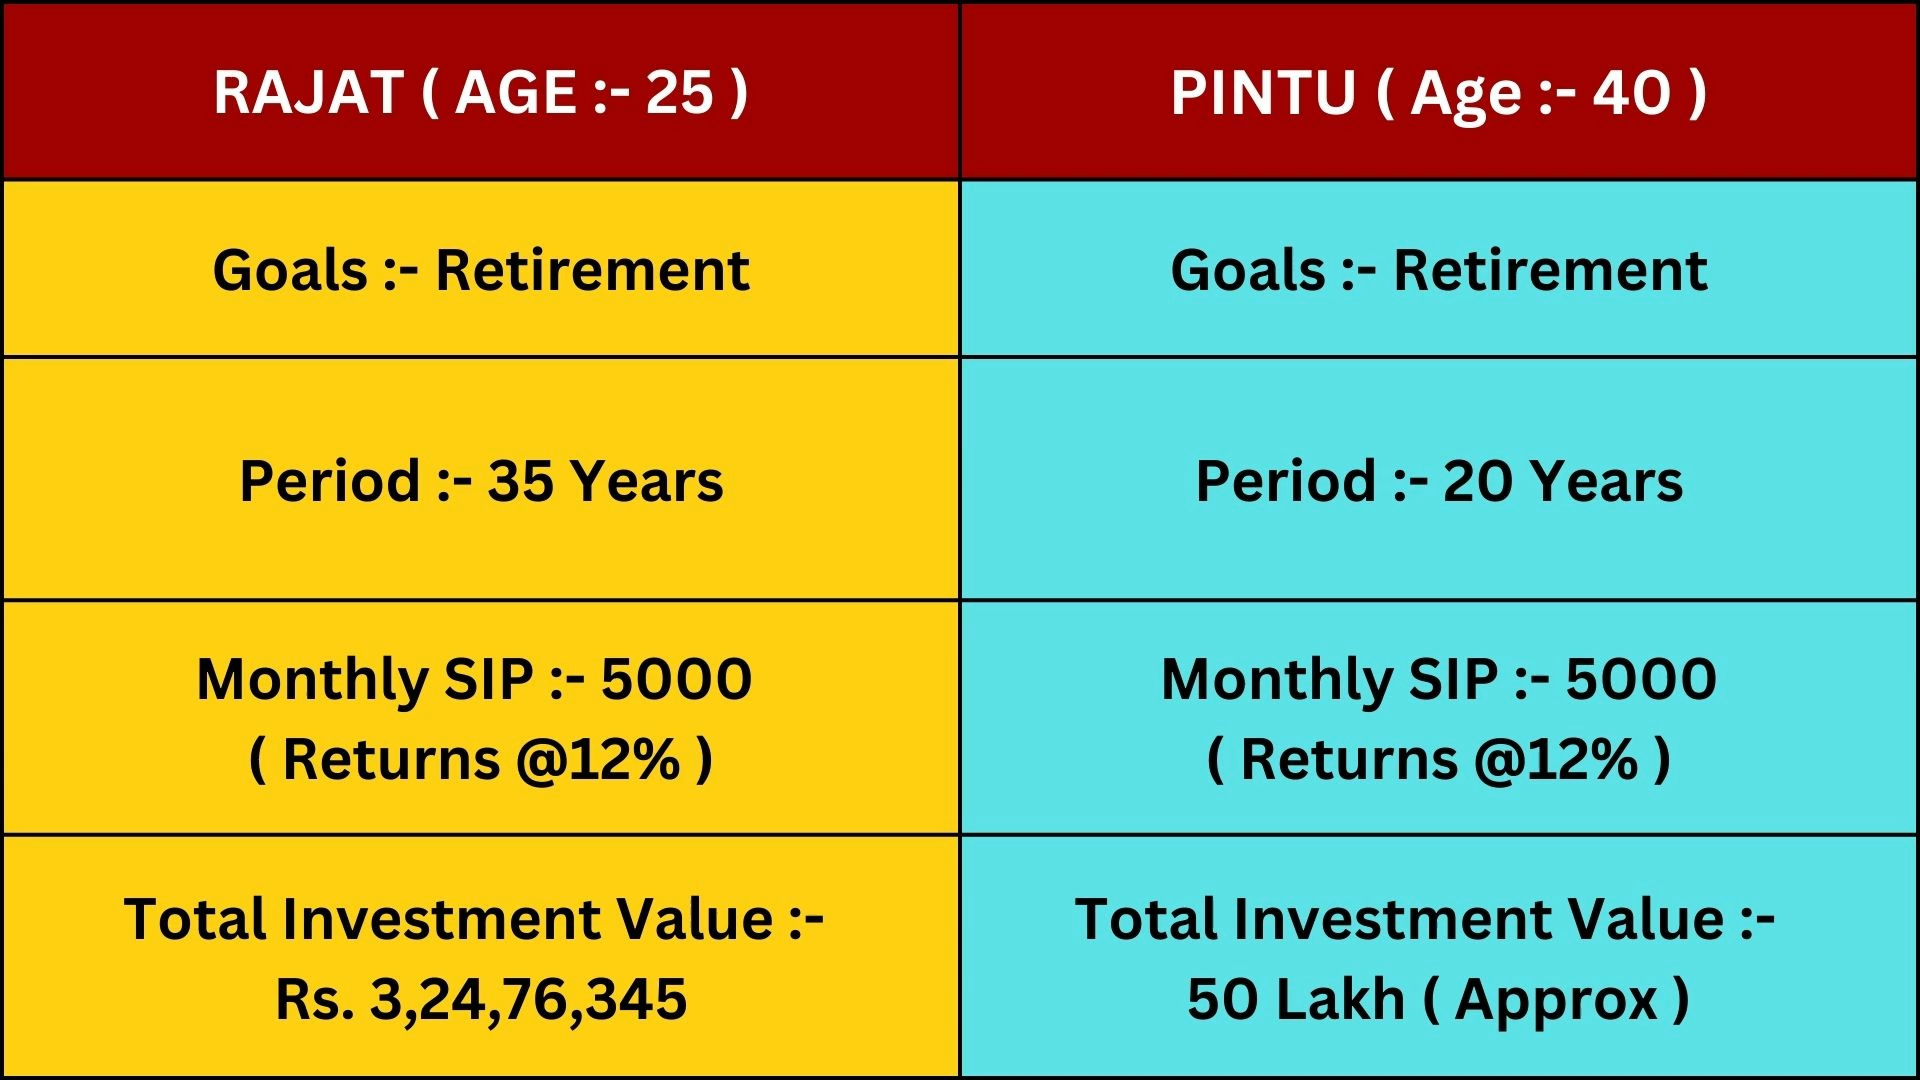 RAJAT ( AGE :- 25 )
PINTU ( Age :- 40 )
Goals :- Retirement
Goals :- Retirement
Period :- 35 Years
Period :- 20 Years
Monthly SIP :- 5000
( Returns @12% )
Monthly SIP :- 5000
( Returns @12% )
Total Investment Value :-
Rs. 3,24,76,345
Total Investment Value :-
50 Lakh ( Approx )